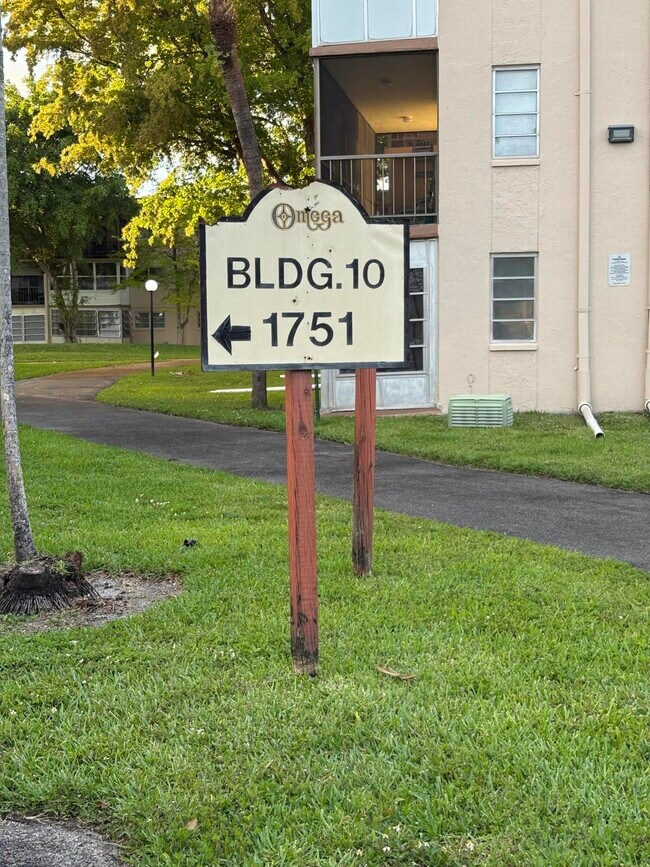 Omega
BLDG.10
← 1751